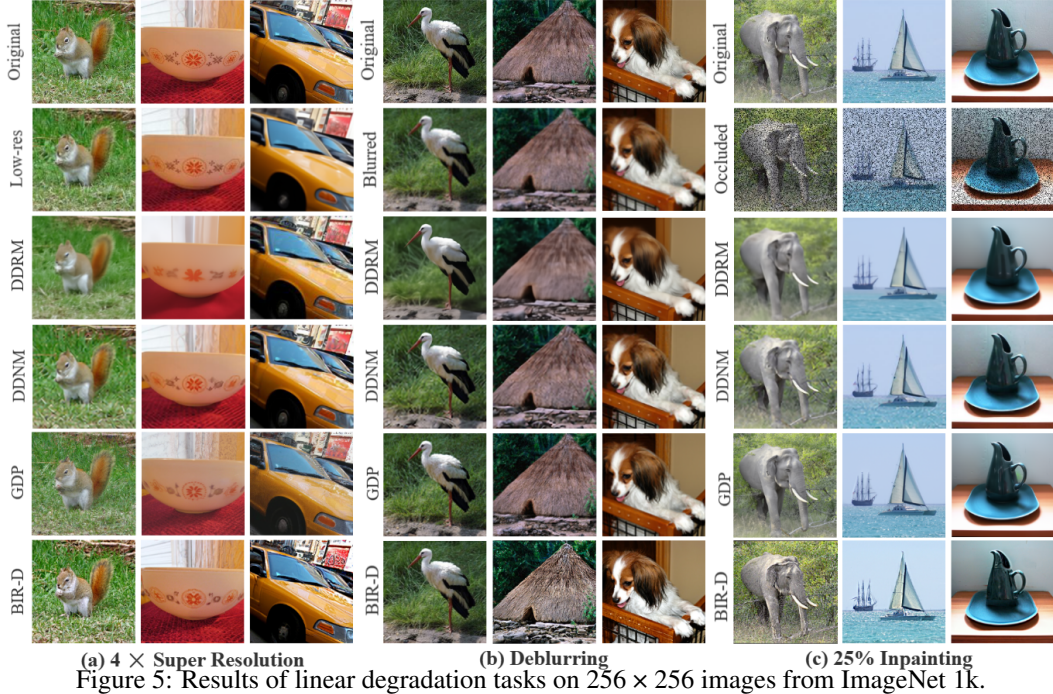 Original
Low-res
DDRM
DDNM
GDP
BIR-D
(a) 4 × Super Resolution
Original
Blurred
DDRM
DDNM
GDP
BIR-D
(b) Deblurring
Original
Occluded
DDRM
DDNM
GDP
BIR-D
(c) 25% Inpainting
Figure 5: Results of linear degradation tasks on 256 × 256 images from ImageNet 1k.